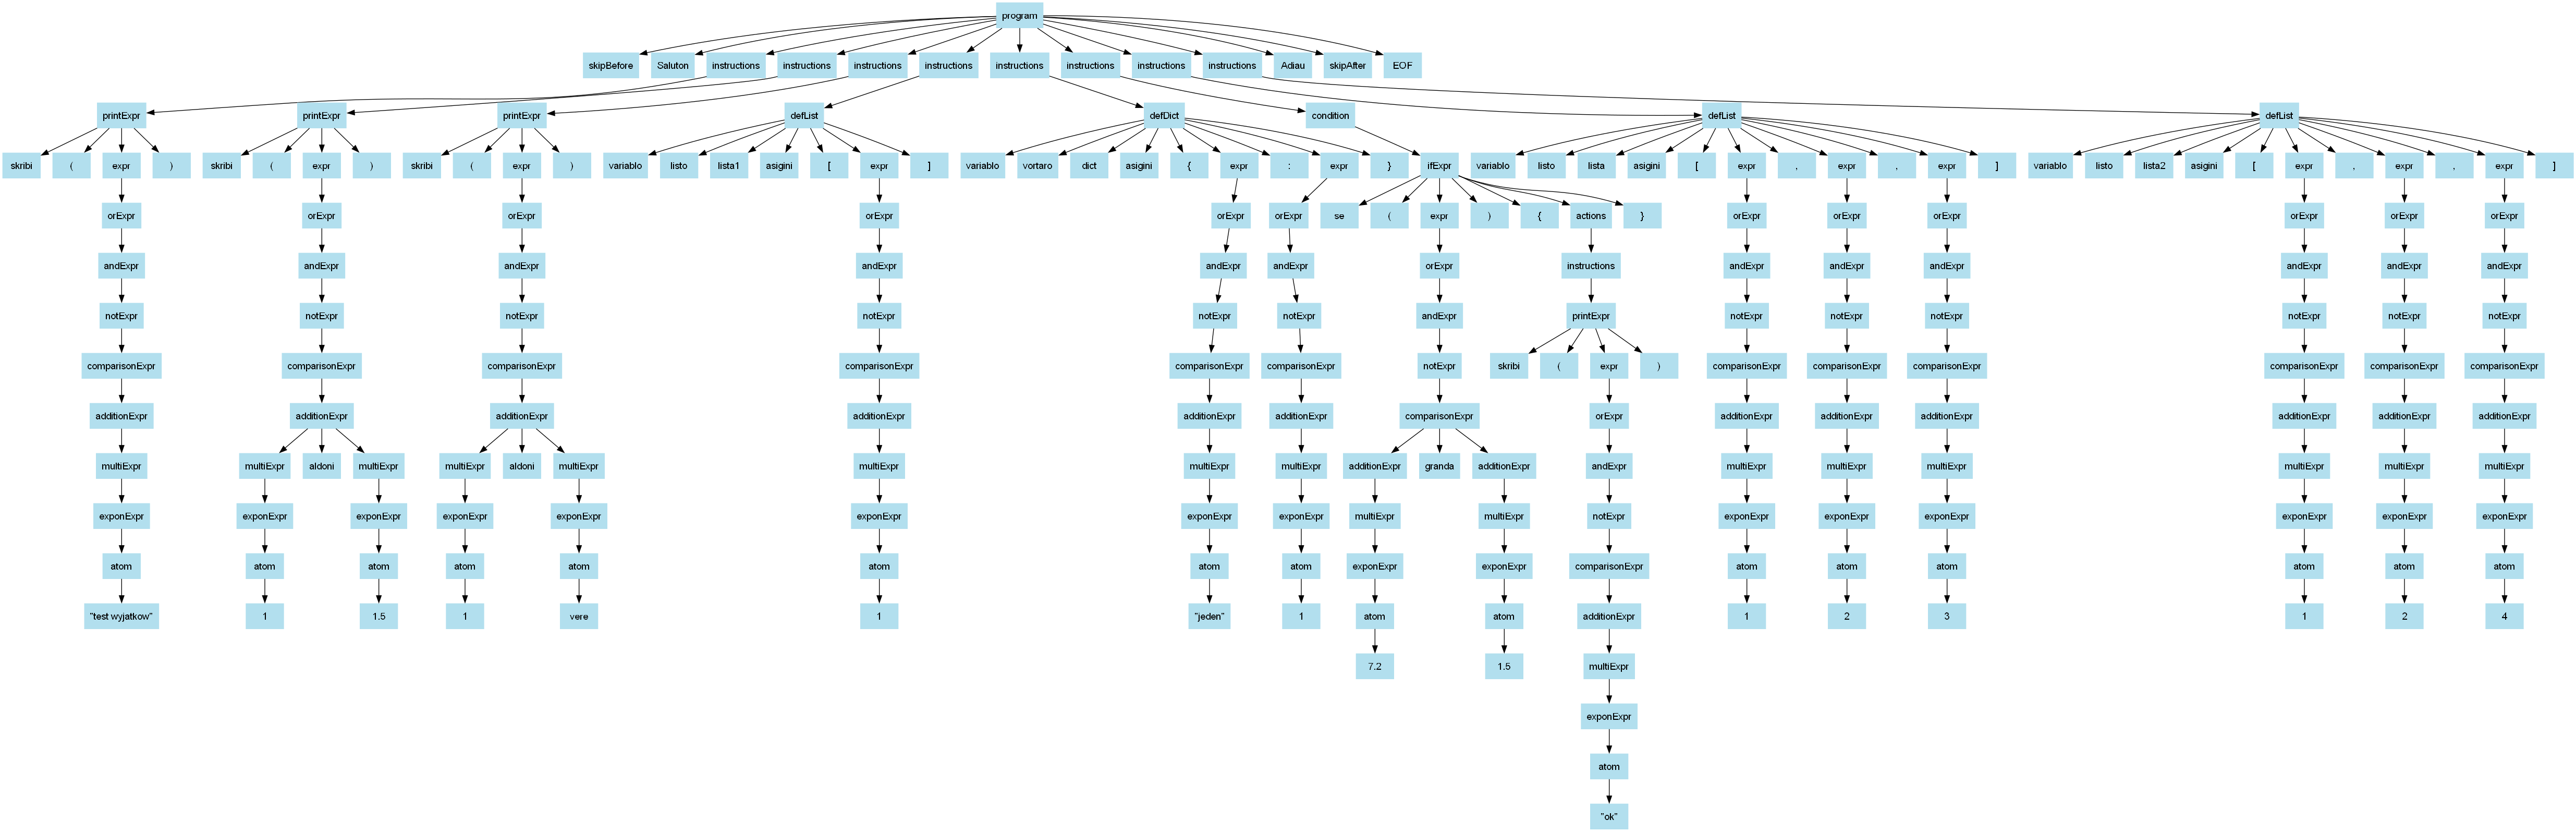 program
skipBefore Saluton instructions instructions instructions instructions instructions instructions instructions instructions Adiau skipAfter EOF
printExpr printExpr printExpr defList defDict condition defList defList
skribi ( expr ) skribi ( expr ) skribi ( expr ) variablo listo lista1 asigini [ expr ] variablo vortaro dict asigini { expr : expr } ifExpr variablo listo lista asigini [ expr , expr , expr ] variablo listo lista2 asigini [ expr , expr , expr ]
orExpr orExpr orExpr orExpr orExpr orExpr se ( expr ) { actions } orExpr orExpr orExpr orExpr orExpr orExpr
andExpr andExpr andExpr andExpr andExpr andExpr orExpr instructions andExpr andExpr andExpr andExpr andExpr andExpr
notExpr notExpr notExpr notExpr notExpr notExpr andExpr printExpr notExpr notExpr notExpr notExpr notExpr notExpr
comparisonExpr comparisonExpr comparisonExpr comparisonExpr comparisonExpr comparisonExpr notExpr skribi ( expr ) comparisonExpr comparisonExpr comparisonExpr comparisonExpr comparisonExpr comparisonExpr
additionExpr additionExpr additionExpr additionExpr additionExpr additionExpr comparisonExpr orExpr additionExpr additionExpr additionExpr additionExpr additionExpr additionExpr
multiExpr multiExpr aldoni multiExpr multiExpr aldoni multiExpr multiExpr multiExpr multiExpr additionExpr granda additionExpr andExpr multiExpr multiExpr multiExpr multiExpr multiExpr multiExpr
exponExpr exponExpr exponExpr exponExpr exponExpr exponExpr exponExpr exponExpr multiExpr multiExpr notExpr exponExpr exponExpr exponExpr exponExpr exponExpr exponExpr
atom atom atom atom atom atom atom atom exponExpr exponExpr comparisonExpr atom atom atom atom atom atom
"test wyjatkow" 1 1.5 1 vere 1 "jeden" 1 atom atom additionExpr 1 2 3 1 2 4
7.2 1.5 multiExpr
exponExpr
atom
"ok"